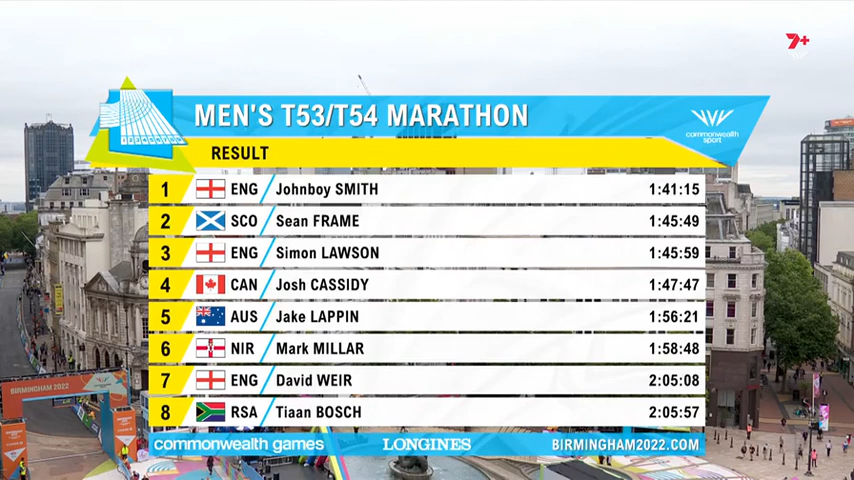 7+
MEN'S T53/T54 MARATHON
commonwealth
sport
RESULT
1 ENG Johnboy SMITH 1:41:15
2 SCO Sean FRAME 1:45:49
3 ENG Simon LAWSON 1:45:59
4 CAN Josh CASSIDY 1:47:47
5 AUS Jake LAPPIN 1:56:21
6 NIR Mark MILLAR 1:58:48
7 ENG David WEIR 2:05:08
8 RSA Tiaan BOSCH 2:05:57
BIRMINGHAM 2022
commonwealth games LONGINES BIRMINGHAM2022.COM